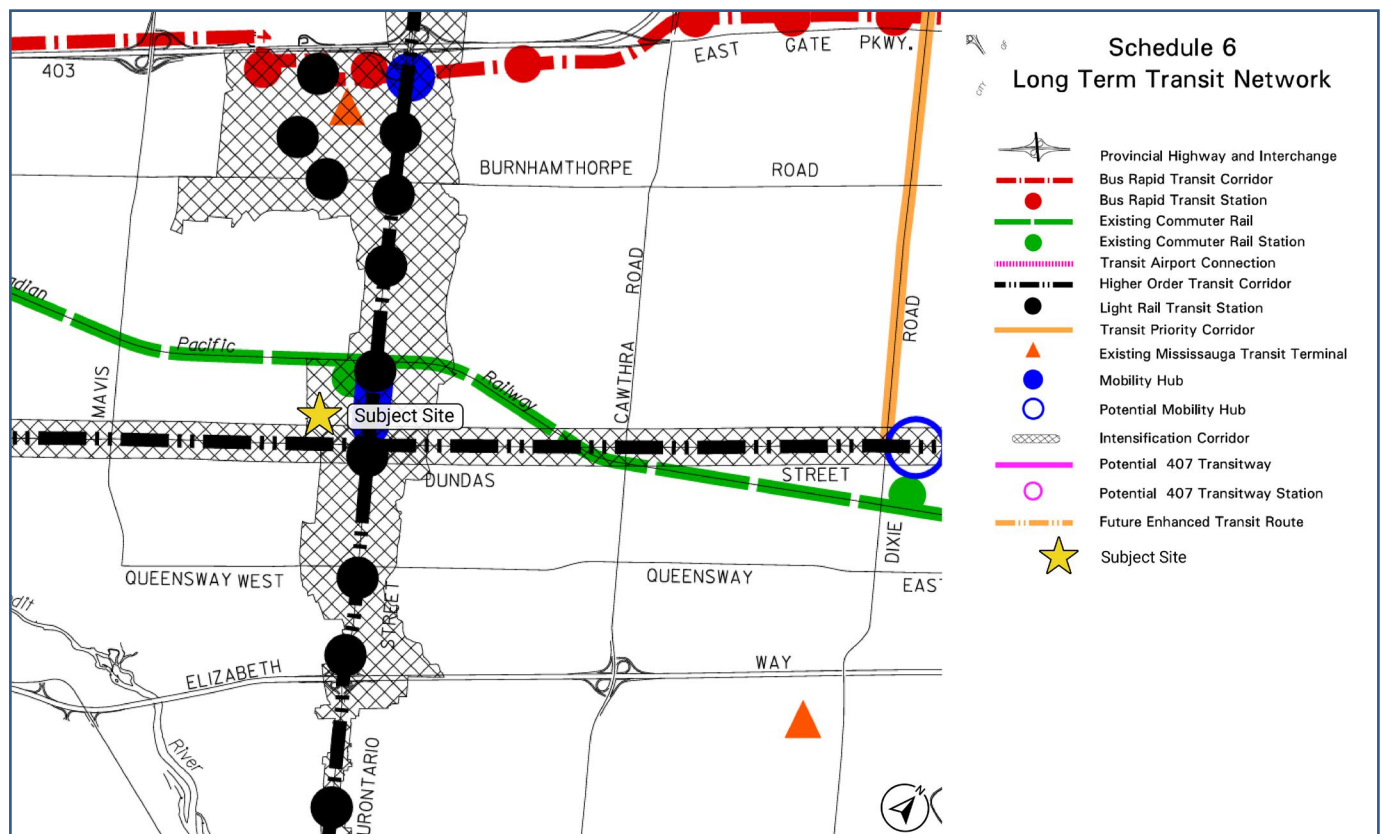 403
EAST GATE PKWY.
BURNHAMTHORPE ROAD
ROAD
ROAD
Pacific
Railway
MAVIS
CAWTHRA
Subject Site
DUNDAS
STREET
DIXIE
QUEENSWAY WEST
QUEENSWAY
EAST
STREET
ELIZABETH
WAY
River
URONTARIO
N
Schedule 6
Long Term Transit Network
Provincial Highway and Interchange
Bus Rapid Transit Corridor
Bus Rapid Transit Station
Existing Commuter Rail
Existing Commuter Rail Station
Transit Airport Connection
Higher Order Transit Corridor
Light Rail Transit Station
Transit Priority Corridor
Existing Mississauga Transit Terminal
Mobility Hub
Potential Mobility Hub
Intensification Corridor
Potential 407 Transitway
Potential 407 Transitway Station
Future Enhanced Transit Route
Subject Site